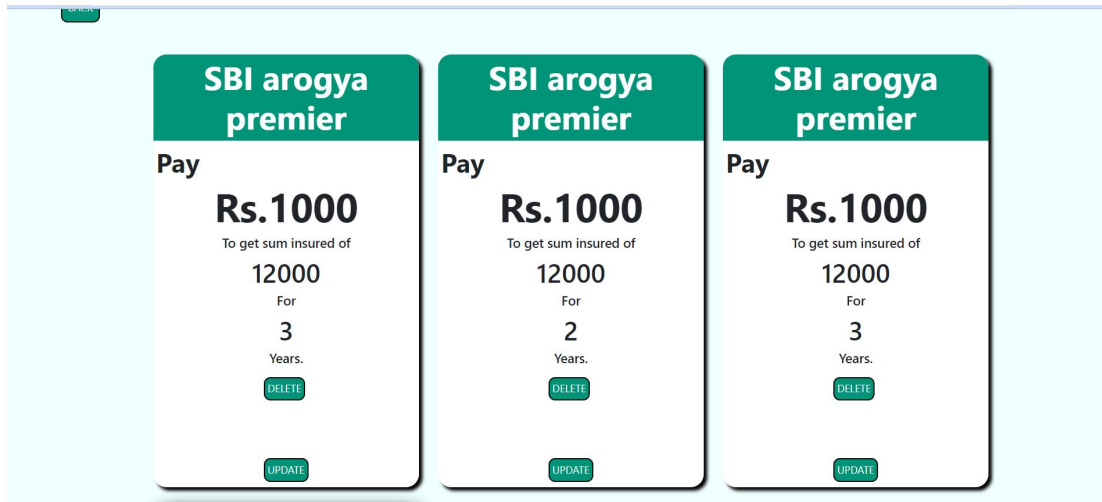 BACK
SBI arogya
premier
Pay
Rs.1000
To get sum insured of
12000
For
3
Years.
DELETE
UPDATE
SBI arogya
premier
Pay
Rs.1000
To get sum insured of
12000
For
2
Years.
DELETE
UPDATE
SBI arogya
premier
Pay
Rs.1000
To get sum insured of
12000
For
3
Years.
DELETE
UPDATE